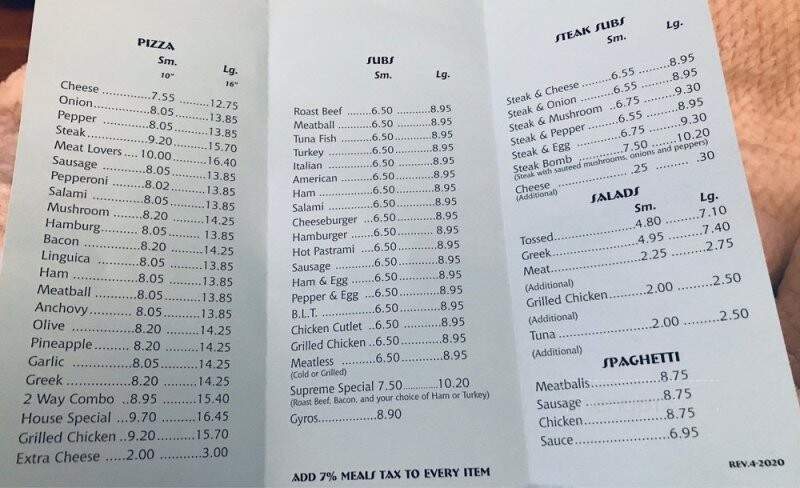 PIZZA
Sm. Lg.
10" 16"
Cheese ..............7.55 .........12.75
Onion..............8.05 .........13.85
Pepper ............8.05 .........13.85
Steak................9.20 .........15.70
Meat Lovers ....10.00 .........16.40
Sausage ............8.05 ..........13.85
Pepperoni ........8.02 ..........13.85
Salami ..............8.05 ..........13.85
Mushroom ........8.20 ..........14.25
Hamburg..........8.05 ..........13.85
Bacon ..............8.20 ..........14.25
Linguica ............8.05 ..........13.85
Ham ................8.05 ..........13.85
Meatball ..........8.05 ..........13.85
Anchovy............8.05 ..........13.85
Olive ................8.20 ..........14.25
Pineapple..........8.20 ..........14.25
Garlic ..............8.05 ..........14.25
Greek ..............8.20 ..........14.25
2 Way Combo ..8.95 ..........15.40
House Special ...9.70 ..........16.45
Grilled Chicken ..9.20 ..........15.70
Extra Cheese .....2.00 ..........3.00
SUBS
Sm. Lg.
Roast Beef ........6.50 ...........8.95
Meatball ..........6.50 ............8.95
Tuna Fish ..........6.50 ............8.95
Turkey ..............6.50 ............8.95
Italian ..............6.50 ............8.95
American ..........6.50 ............8.95
Ham ................6.50 ............8.95
Salami ..............6.50 ............8.95
Cheeseburger ...6.50 ............8.95
Hamburger .......6.50 ............8.95
Hot Pastrami ....6.50 ............8.95
Sausage ............6.50 ............8.95
Ham & Egg .......6.50 ............8.95
Pepper & Egg ...6.50 ............8.95
B.L.T. ...............6.50 ............8.95
Chicken Cutlet ..6.50 ............8.95
Grilled Chicken ..6.50 ............8.95
Meatless ...........6.50 ............8.95
(Cold or Grilled)
Supreme Special 7.50 ............10.20
(Roast Beef, Bacon, and your choice of Ham or Turkey)
Gyros.................8.90
ADD 7% MEALS TAX TO EVERY ITEM
STEAK SUBS
Sm. Lg.
Steak & Cheese ........6.55 ........8.95
Steak & Onion ........6.55 ........8.95
Steak & Mushroom ..6.75 ........9.30
Steak & Pepper ........6.55 ........8.95
Steak & Egg ............6.75 ........9.30
Steak Bomb ............7.50 ........10.20
(Steak with sauteed mushrooms, onions and peppers)
Cheese .................... .25 ........ .30
(Additional)
SALADS
Sm. Lg.
Tossed..................4.80 .........7.10
Greek...................4.95 .........7.40
Meat....................2.25 .........2.75
(Additional)
Grilled Chicken.......2.00 .........2.50
(Additional)
Tuna ....................2.00 .........2.50
(Additional)
SPAGHETTI
Meatballs...............8.75
Sausage ................8.75
Chicken.................8.75
Sauce...................6.95
REV.4-2020